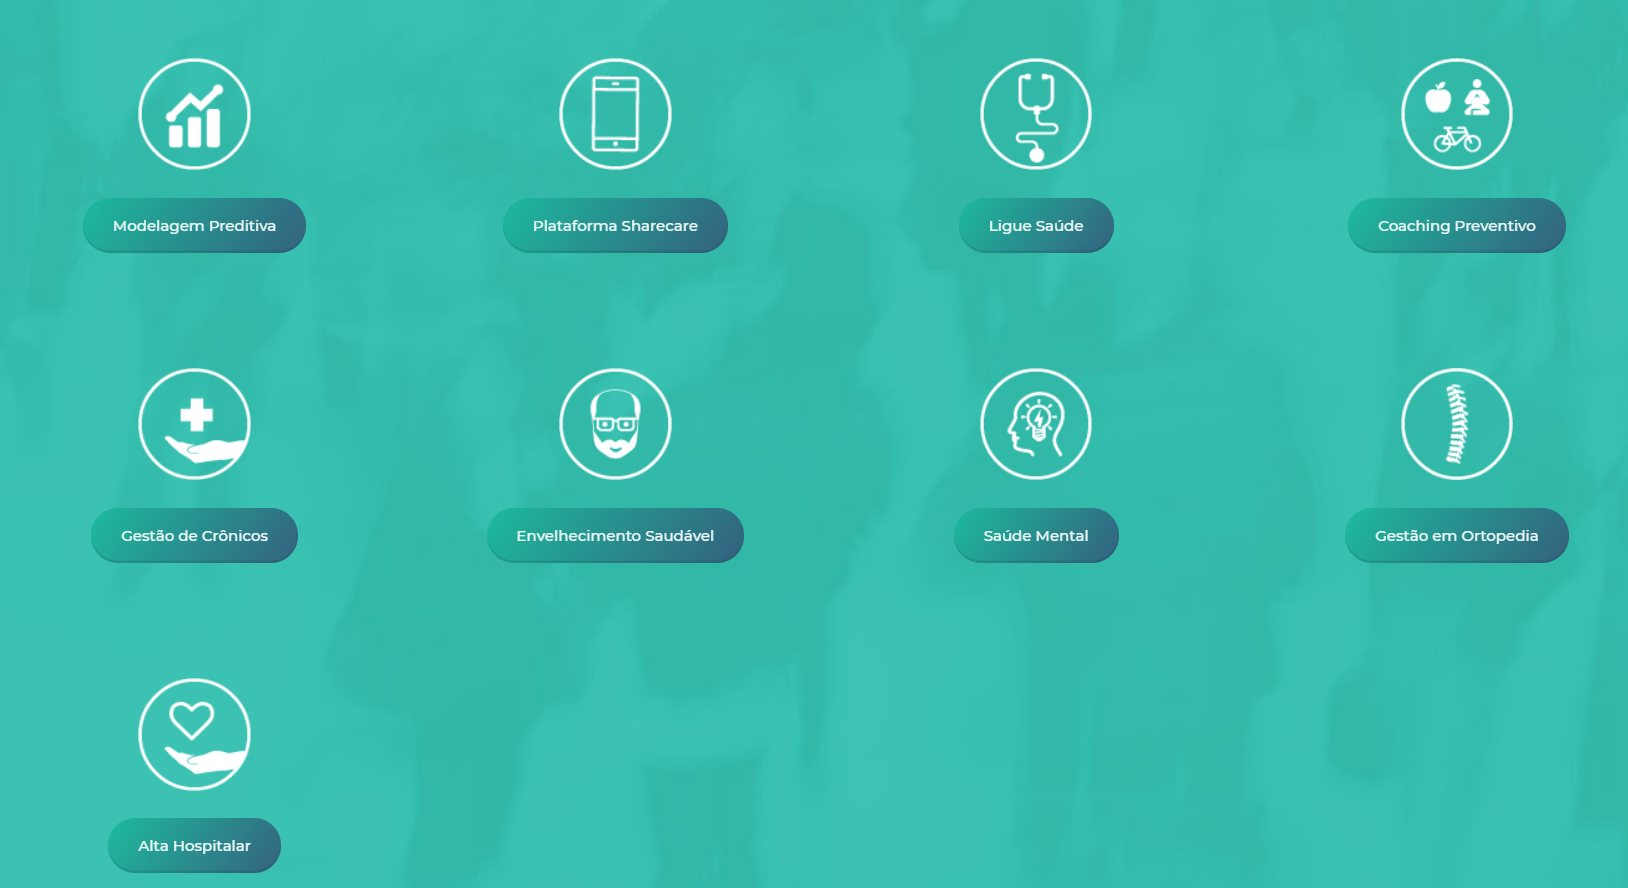 Modelagem Preditiva
Plataforma Sharecare
Ligue Saúde
Coaching Preventivo
Gestão de Crônicos
Envelhecimento Saudável
Saúde Mental
Gestão em Ortopedia
Alta Hospitalar